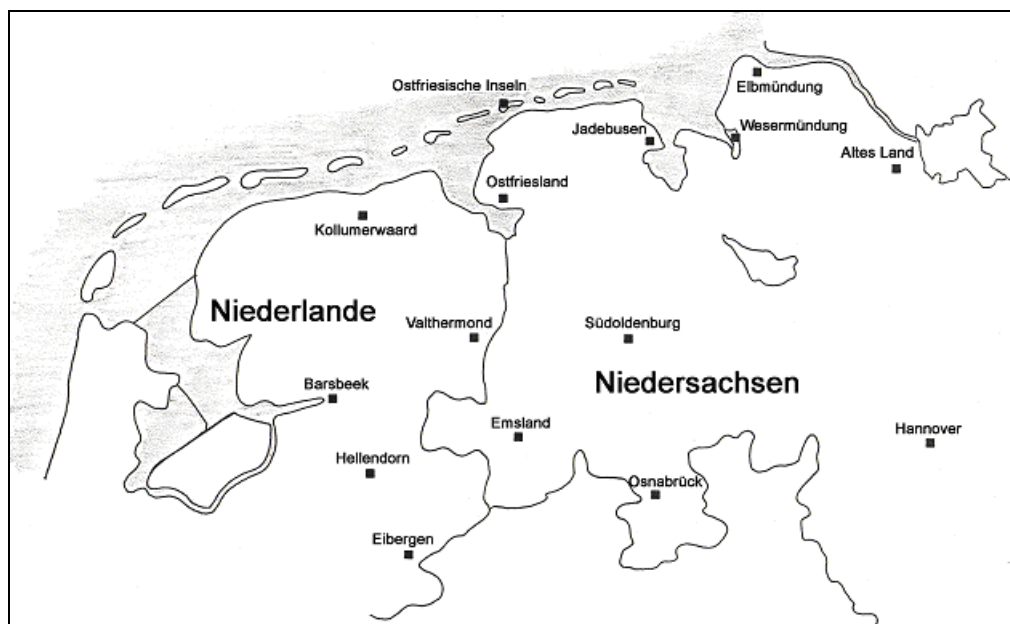 Elbmündung
Ostfriesische Inseln
Jadebusen
Wesermündung
Altes Land
Ostfriesland
Kollumerwaard
Niederlande
Valthermond
Südoldenburg
Niedersachsen
Barsbeek
Emsland
Hannover
Hellendorn
Osnabrück
Eibergen